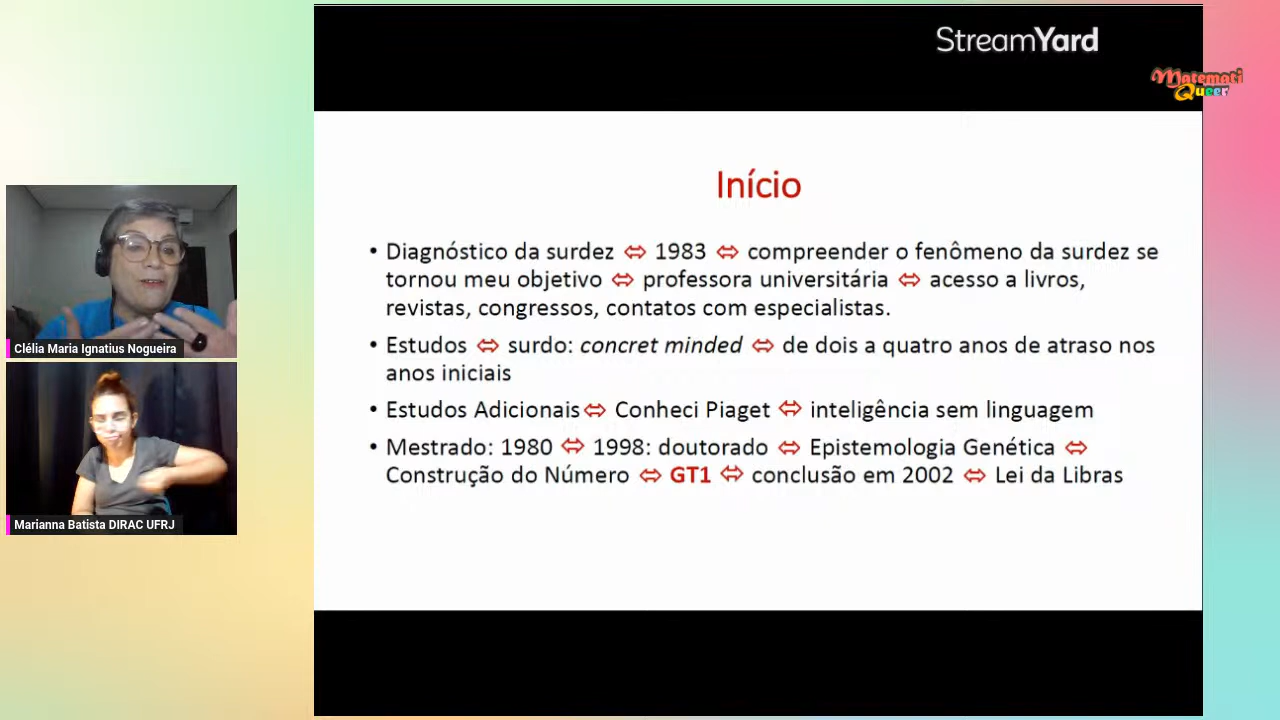 StreamYard
Matemati
Queer
Início
• Diagnóstico da surdez ⇔ 1983 ⇔ compreender o fenômeno da surdez se
tornou meu objetivo ⇔ professora universitária ⇔ acesso a livros,
revistas, congressos, contatos com especialistas.
• Estudos ⇔ surdo: concret minded ⇔ de dois a quatro anos de atraso nos
anos iniciais
• Estudos Adicionais ⇔ Conheci Piaget ⇔ inteligência sem linguagem
• Mestrado: 1980 ⇔ 1998: doutorado ⇔ Epistemologia Genética ⇔
Construção do Número ⇔ GT1 ⇔ conclusão em 2002 ⇔ Lei da Libras
Clélia Maria Ignatius Nogueira
Marianna Batista DIRAC UFRJ